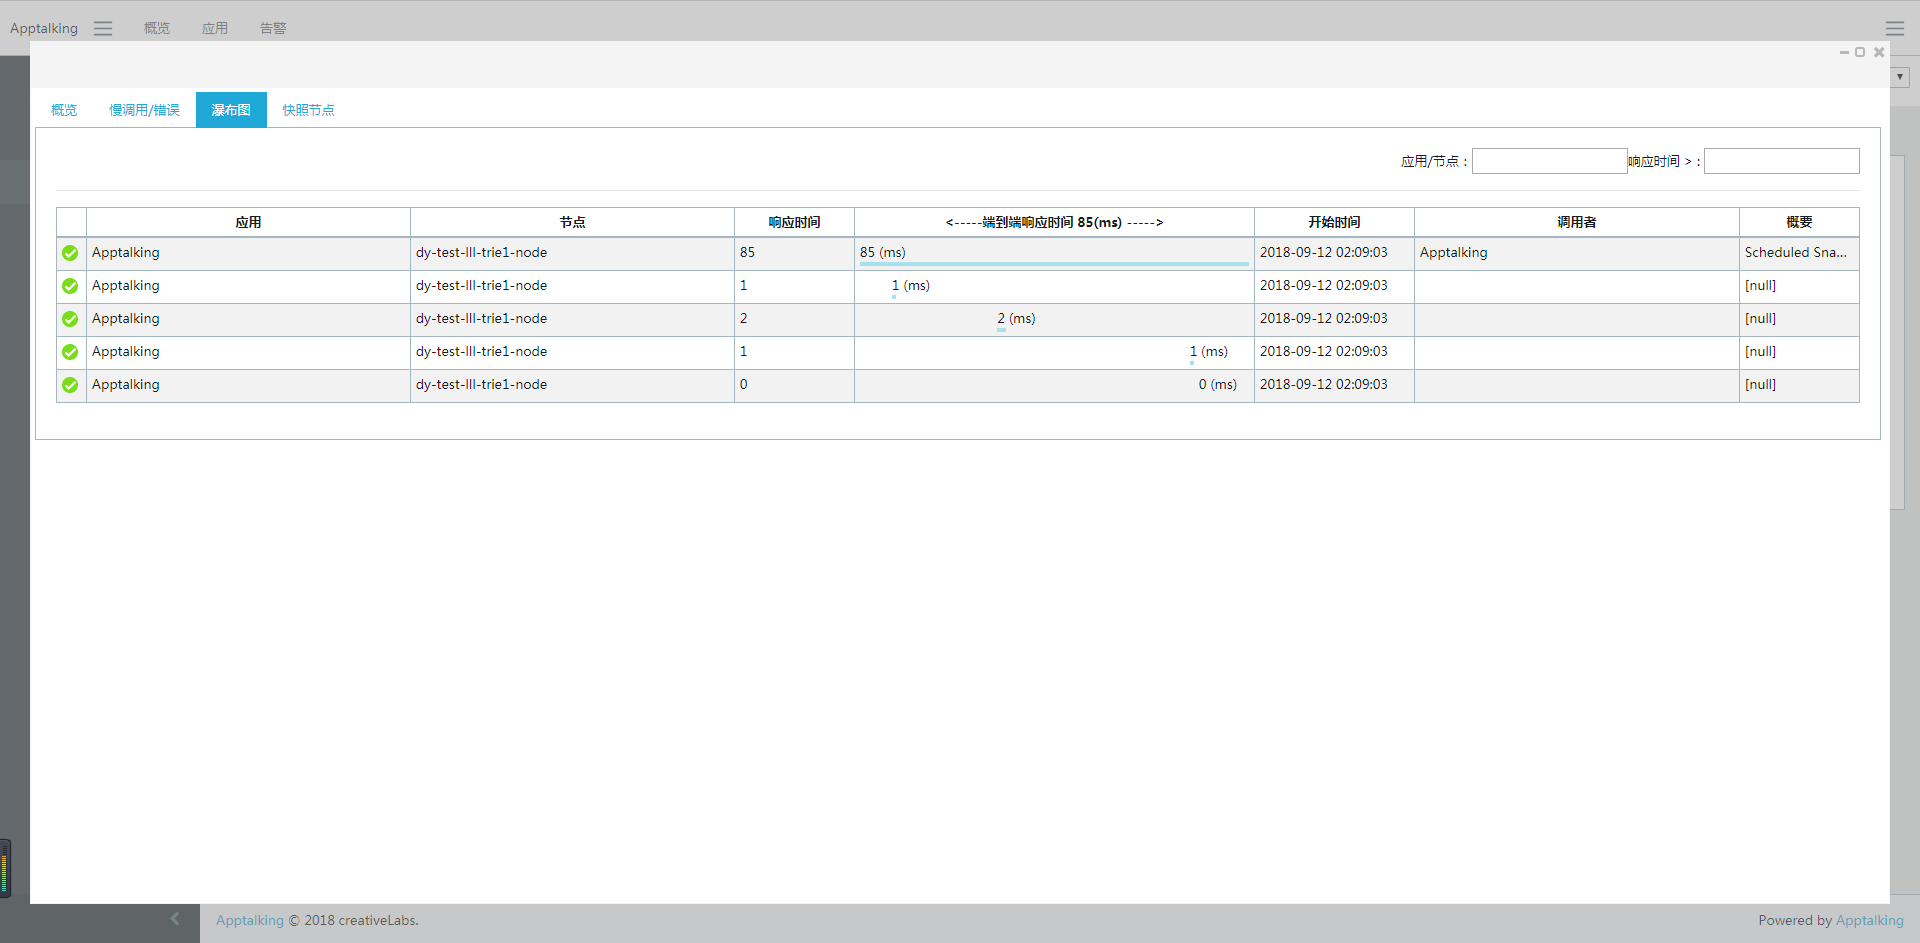 Apptalking 概览 应用 告警
概览 慢调用/错误 瀑布图 快照节点
应用/节点 : 响应时间 > :
应用 节点 响应时间 <-----端到端响应时间 85(ms) -----> 开始时间 调用者 概要
Apptalking dy-test-lll-trie1-node 85 85 (ms) 2018-09-12 02:09:03 Apptalking Scheduled Sna...
Apptalking dy-test-lll-trie1-node 1 1 (ms) 2018-09-12 02:09:03 [null]
Apptalking dy-test-lll-trie1-node 2 2 (ms) 2018-09-12 02:09:03 [null]
Apptalking dy-test-lll-trie1-node 1 1 (ms) 2018-09-12 02:09:03 [null]
Apptalking dy-test-lll-trie1-node 0 0 (ms) 2018-09-12 02:09:03 [null]
Apptalking © 2018 creativeLabs. Powered by Apptalking